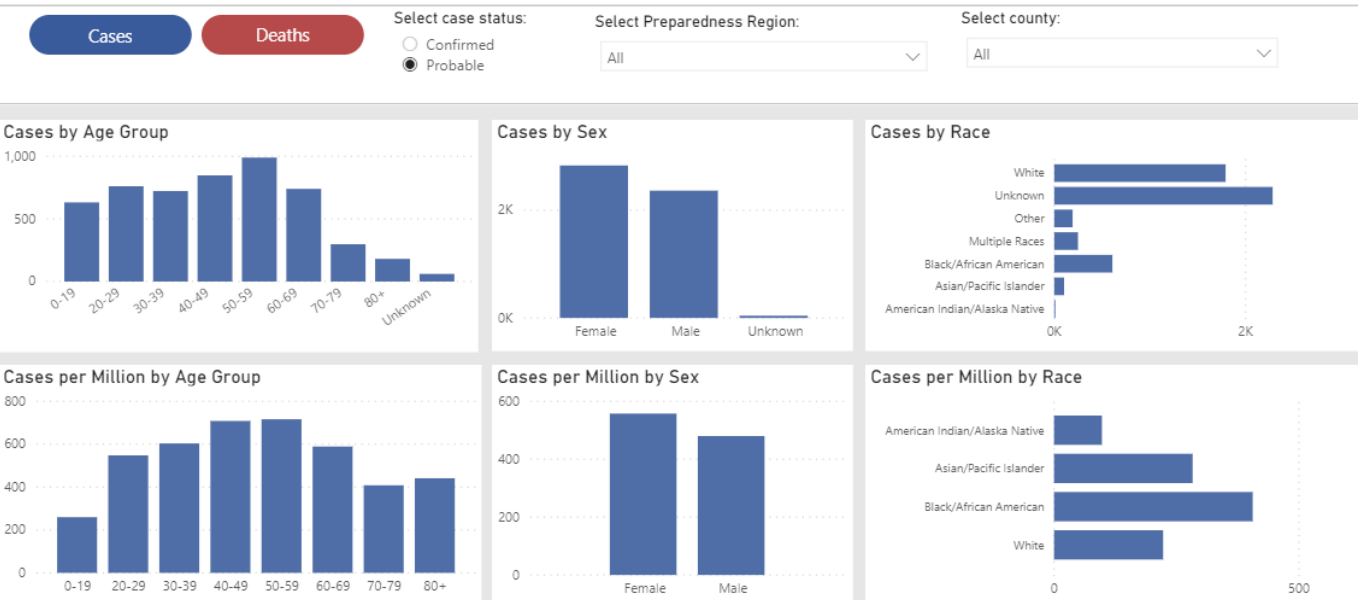 Cases
Deaths
Select case status:
Confirmed
Probable
Select Preparedness Region:
All
Select county:
All
Cases by Age Group
1,000
500
0
0-19
20-29
30-39
40-49
50-59
60-69
70-79
80+
Unknown
Cases by Sex
2K
0K
Female
Male
Unknown
Cases by Race
White
Unknown
Other
Multiple Races
Black/African American
Asian/Pacific Islander
American Indian/Alaska Native
0K
2K
Cases per Million by Age Group
800
600
400
200
0
0-19
20-29
30-39
40-49
50-59
60-69
70-79
80+
Cases per Million by Sex
600
400
200
0
Female
Male
Cases per Million by Race
American Indian/Alaska Native
Asian/Pacific Islander
Black/African American
White
0
500